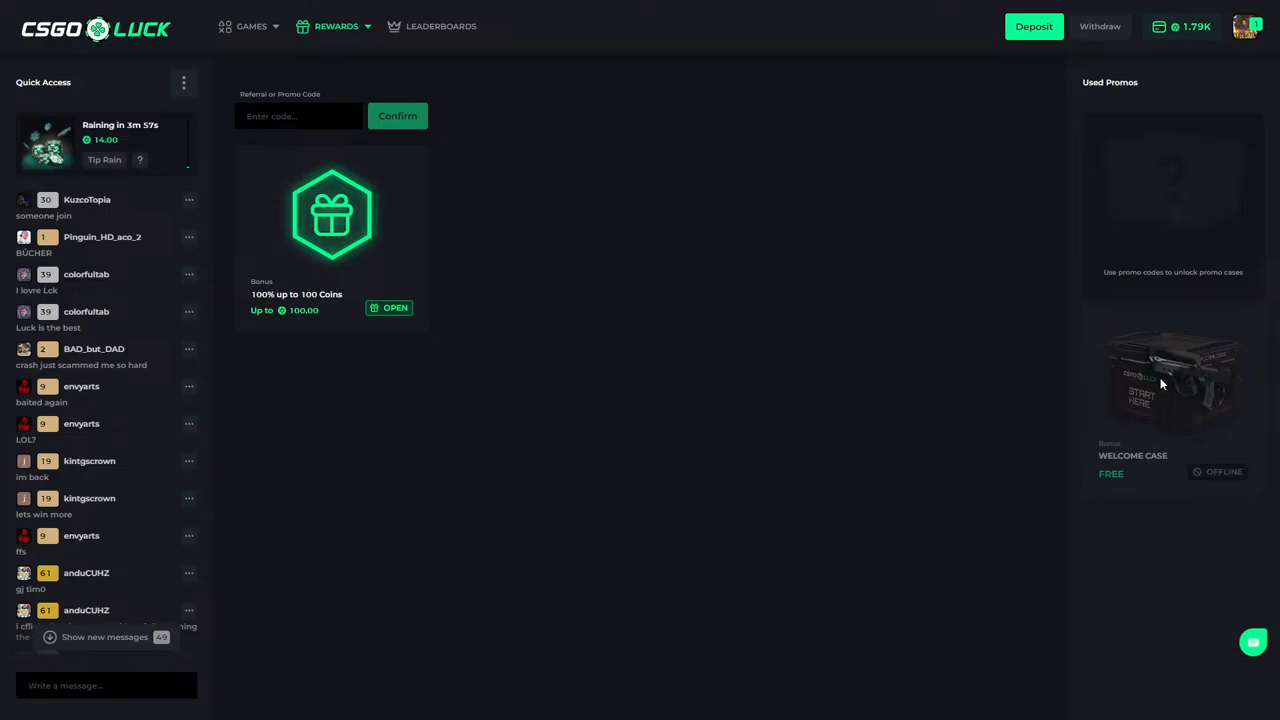 CSGO LUCK
GAMES
REWARDS
LEADERBOARDS
Deposit
Withdraw
1.79K
1
Quick Access
Raining in 3m 57s
14.00
Tip Rain
?
30 KuzcoTopia
someone join
1 Pinguin_HD_aco_2
BÜCHER
39 colorfultab
I lovre Lck
39 colorfultab
Luck is the best
2 BAD_but_DAD
crash just scammed me so hard
9 envyarts
baited again
9 envyarts
LOL?
19 kintgscrown
im back
19 kintgscrown
lets win more
9 envyarts
ffs
61 anduCUHZ
gj tim0
61 anduCUHZ
Show new messages 49
Write a message...
Referral or Promo Code
Enter code...
Confirm
Bonus
100% up to 100 Coins
Up to 100.00
OPEN
Used Promos
?
Use promo codes to unlock promo cases
CSGO LUCK
START
HERE
Bonus
WELCOME CASE
FREE
OFFLINE